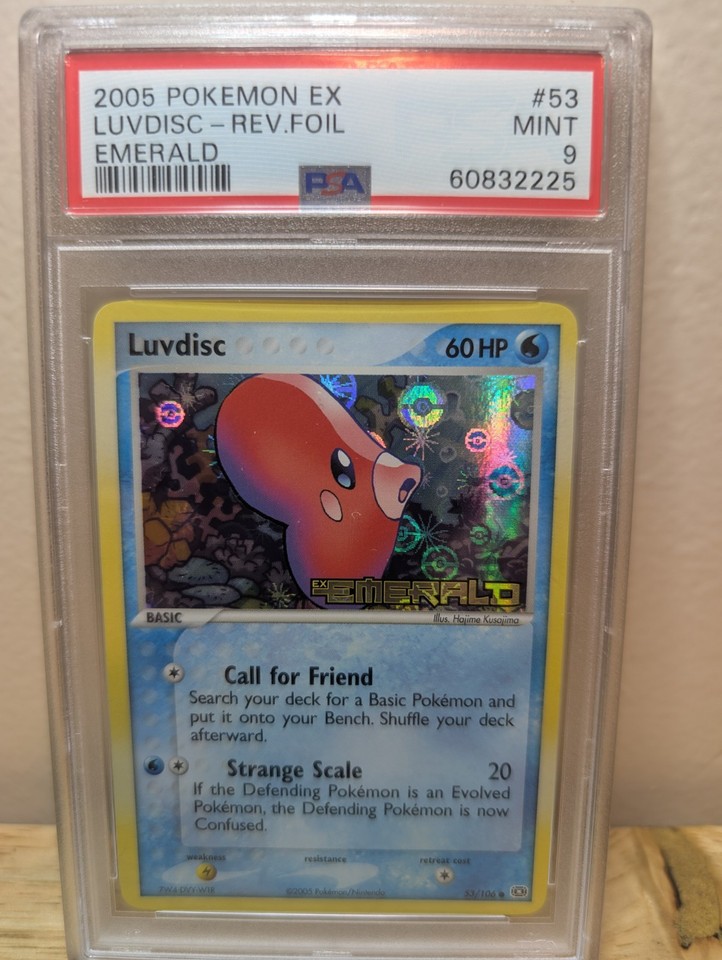 2005 POKEMON EX #53
LUVDISC - REV.FOIL MINT
EMERALD 9
PSA 60832225
Luvdisc 60 HP
EX EMERALD
BASIC Illus. Hajime Kusajima
Call for Friend
Search your deck for a Basic Pokémon and
put it onto your Bench. Shuffle your deck
afterward.
Strange Scale 20
If the Defending Pokémon is an Evolved
Pokémon, the Defending Pokémon is now
Confused.
weakness resistance retreat cost
©2005 Pokémon/Nintendo 53/106